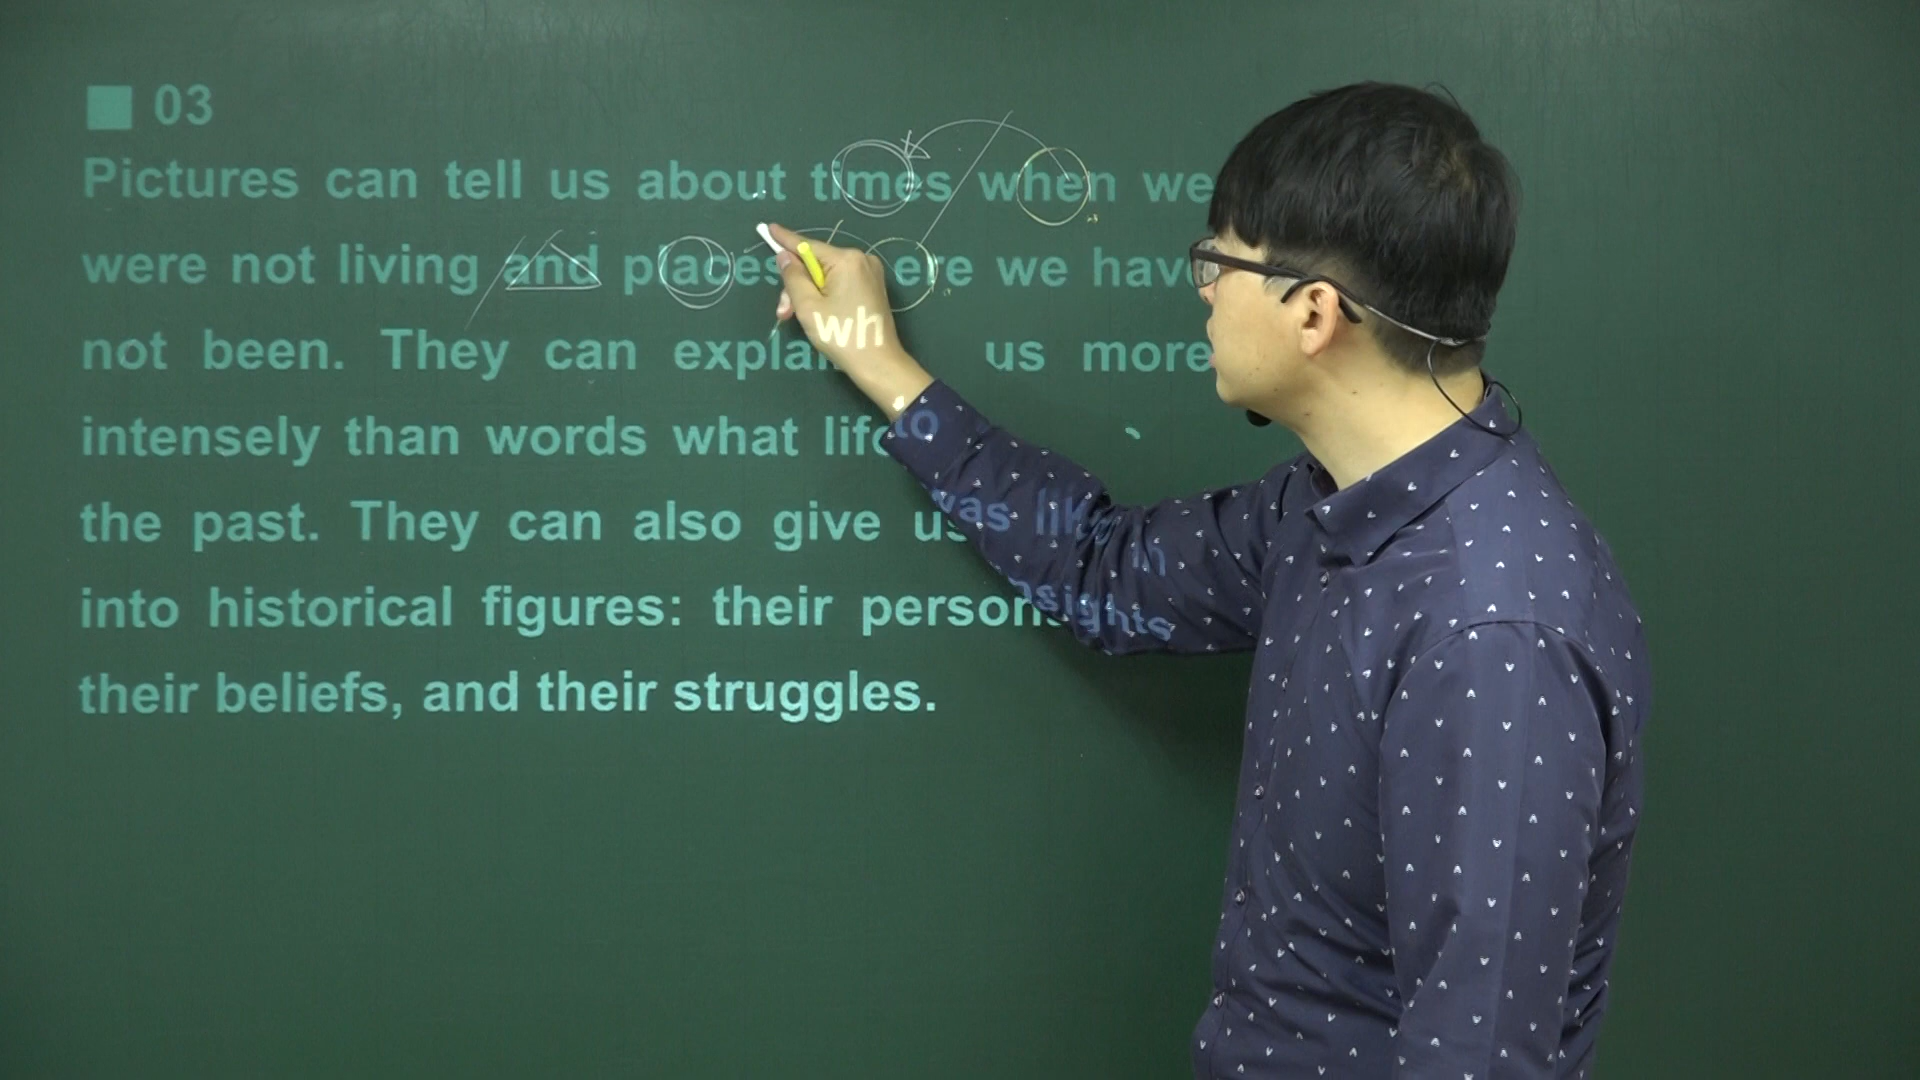 ■ 03
Pictures can tell us about times when we
were not living and places where we have
not been. They can explain to us more
intensely than words what life was like in
the past. They can also give us insights
into historical figures: their person
their beliefs, and their struggles.